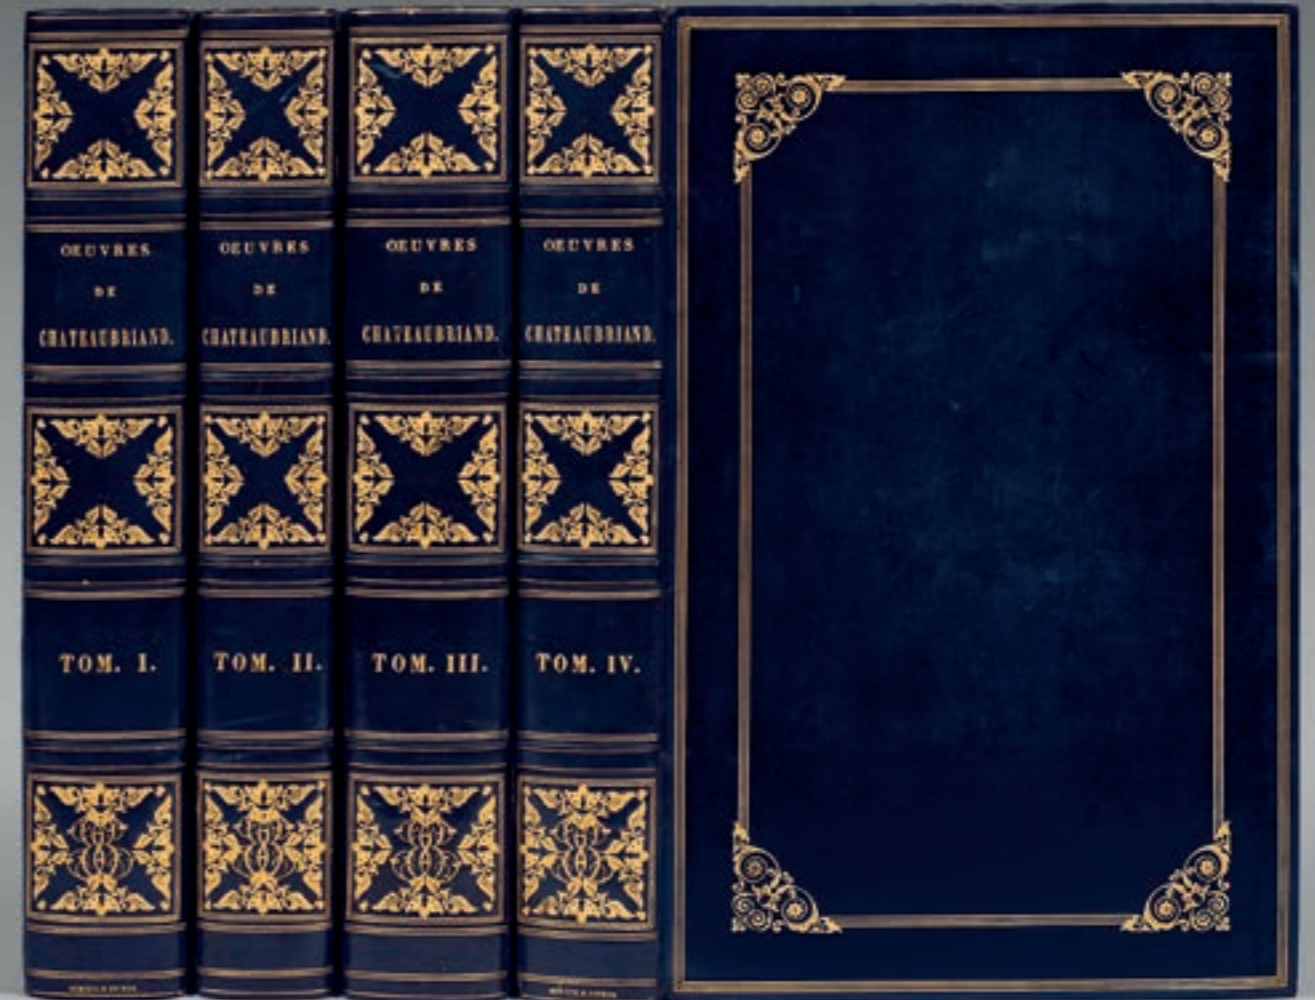 OEUVRES
DE
CHATEAUBRIAND.
TOM. I.
OEUVRES
DE
CHATEAUBRIAND.
TOM. II.
OEUVRES
DE
CHATEAUBRIAND.
TOM. III.
OEUVRES
DE
CHATEAUBRIAND.
TOM. IV.